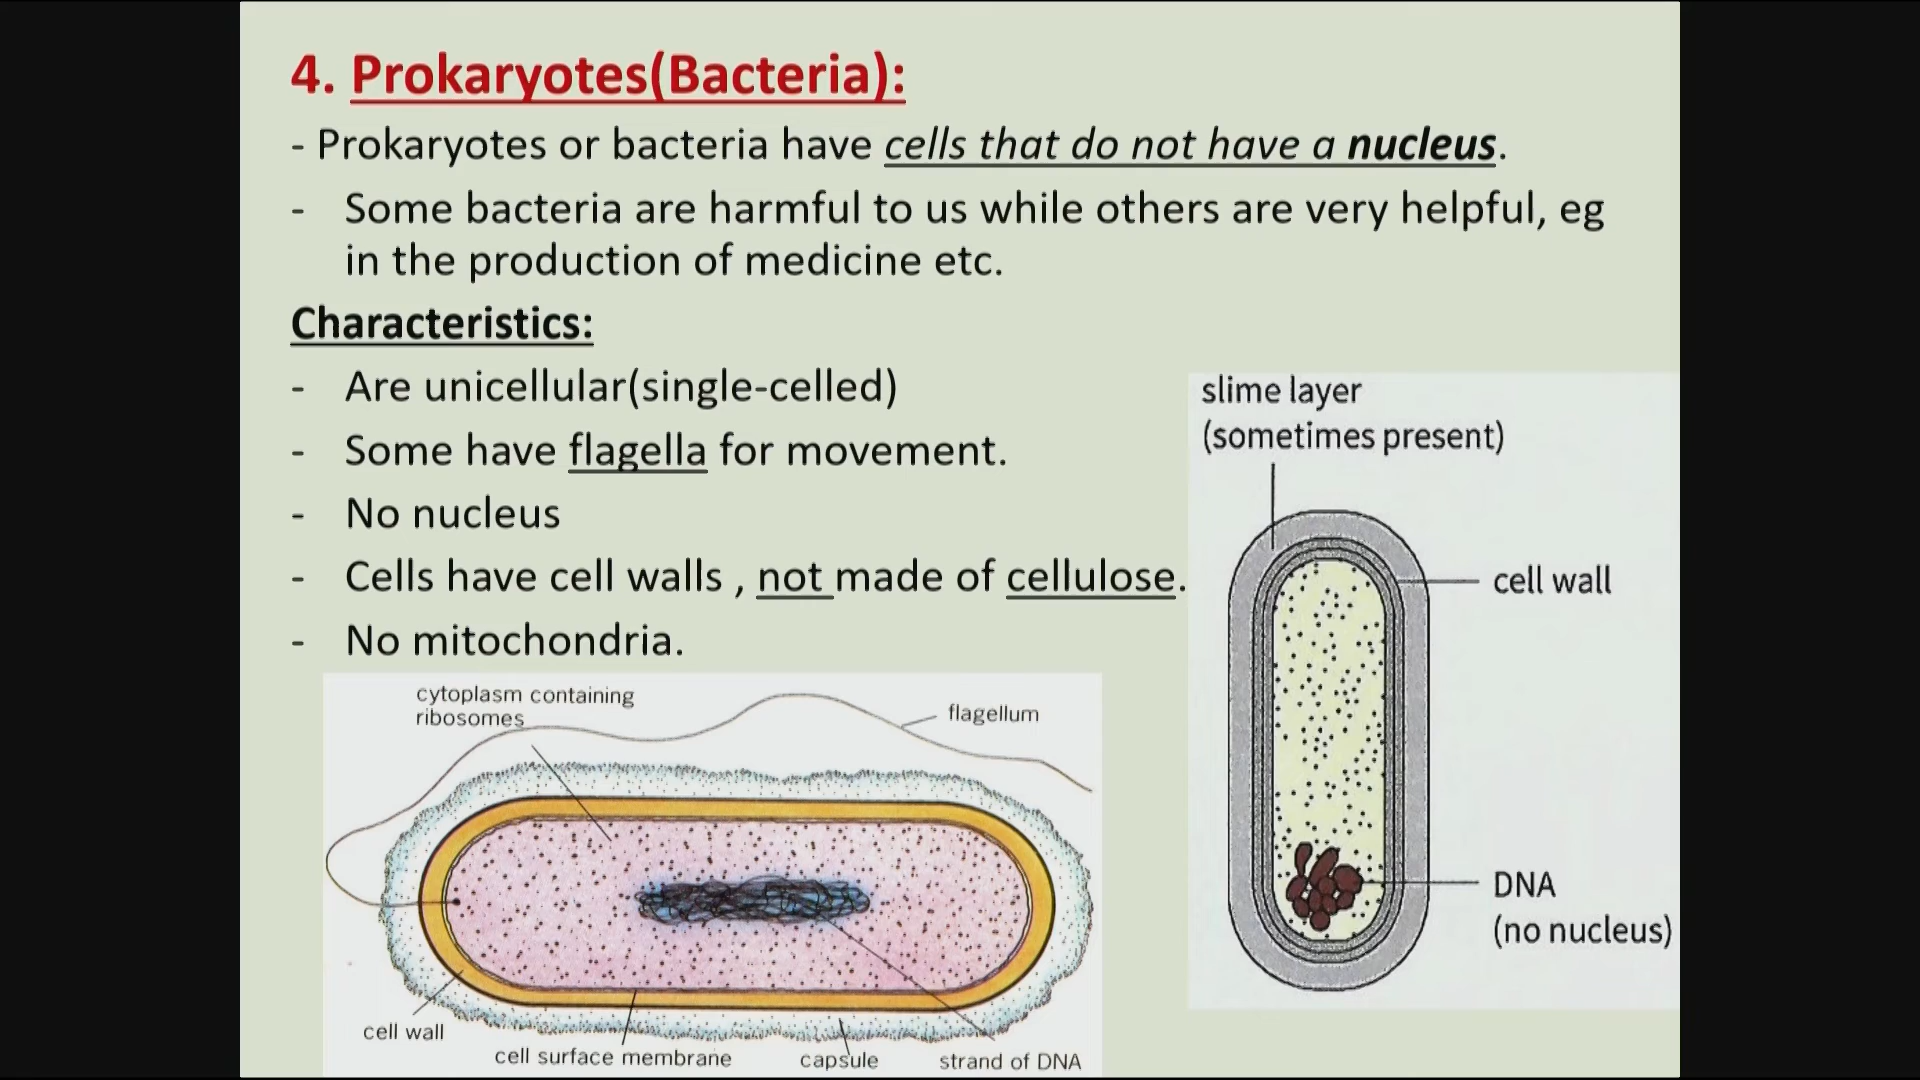 4. Prokaryotes(Bacteria):
- Prokaryotes or bacteria have cells that do not have a nucleus.
- Some bacteria are harmful to us while others are very helpful, eg
in the production of medicine etc.
Characteristics:
- Are unicellular(single-celled)
- Some have flagella for movement.
- No nucleus
- Cells have cell walls , not made of cellulose.
- No mitochondria.
slime layer
(sometimes present)
cell wall
DNA
(no nucleus)
cytoplasm containing
ribosomes
flagellum
cell wall
cell surface membrane
capsule
strand of DNA